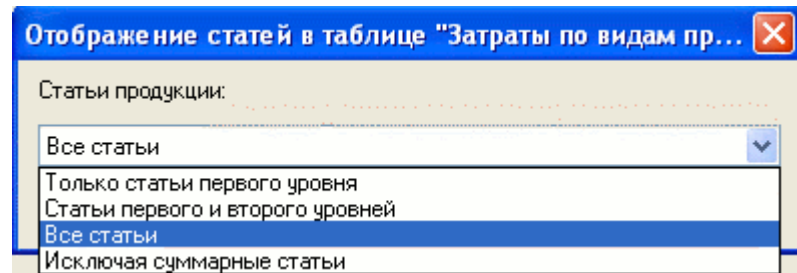 Отображение статей в таблице "Затраты по видам пр...
Статьи продукции:
Все статьи
Только статьи первого уровня
Статьи первого и второго уровней
Все статьи
Исключая суммарные статьи